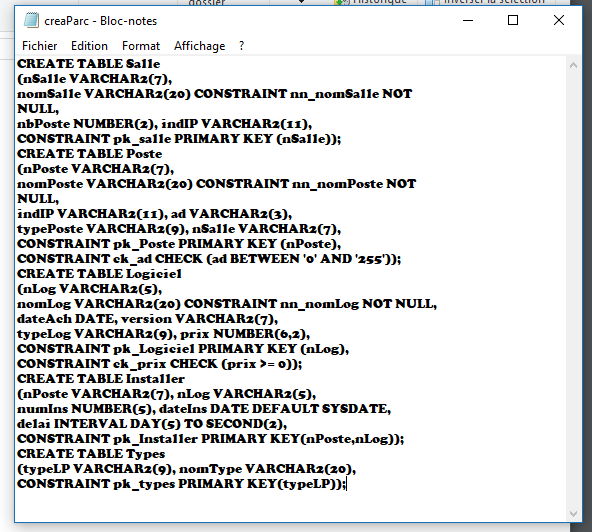 dossier
Historique
Inverser la sélection
creaParc - Bloc-notes
Fichier Edition Format Affichage ?
CREATE TABLE Salle
(nSalle VARCHAR2(7),
nomSalle VARCHAR2(20) CONSTRAINT nn_nomSalle NOT
NULL,
nbPoste NUMBER(2), indIP VARCHAR2(11),
CONSTRAINT pk_salle PRIMARY KEY (nSalle));
CREATE TABLE Poste
(nPoste VARCHAR2(7),
nomPoste VARCHAR2(20) CONSTRAINT nn_nomPoste NOT
NULL,
indIP VARCHAR2(11), ad VARCHAR2(3),
typePoste VARCHAR2(9), nSalle VARCHAR2(7),
CONSTRAINT pk_Poste PRIMARY KEY (nPoste),
CONSTRAINT ck_ad CHECK (ad BETWEEN '0' AND '255'));
CREATE TABLE Logiciel
(nLog VARCHAR2(5),
nomLog VARCHAR2(20) CONSTRAINT nn_nomLog NOT NULL,
dateAch DATE, version VARCHAR2(7),
typeLog VARCHAR2(9), prix NUMBER(6,2),
CONSTRAINT pk_Logiciel PRIMARY KEY (nLog),
CONSTRAINT ck_prix CHECK (prix >= 0));
CREATE TABLE Installer
(nPoste VARCHAR2(7), nLog VARCHAR2(5),
numIns NUMBER(5), dateIns DATE DEFAULT SYSDATE,
delai INTERVAL DAY(5) TO SECOND(2),
CONSTRAINT pk_Installer PRIMARY KEY(nPoste,nLog));
CREATE TABLE Types
(typeLP VARCHAR2(9), nomType VARCHAR2(20),
CONSTRAINT pk_types PRIMARY KEY(typeLP));